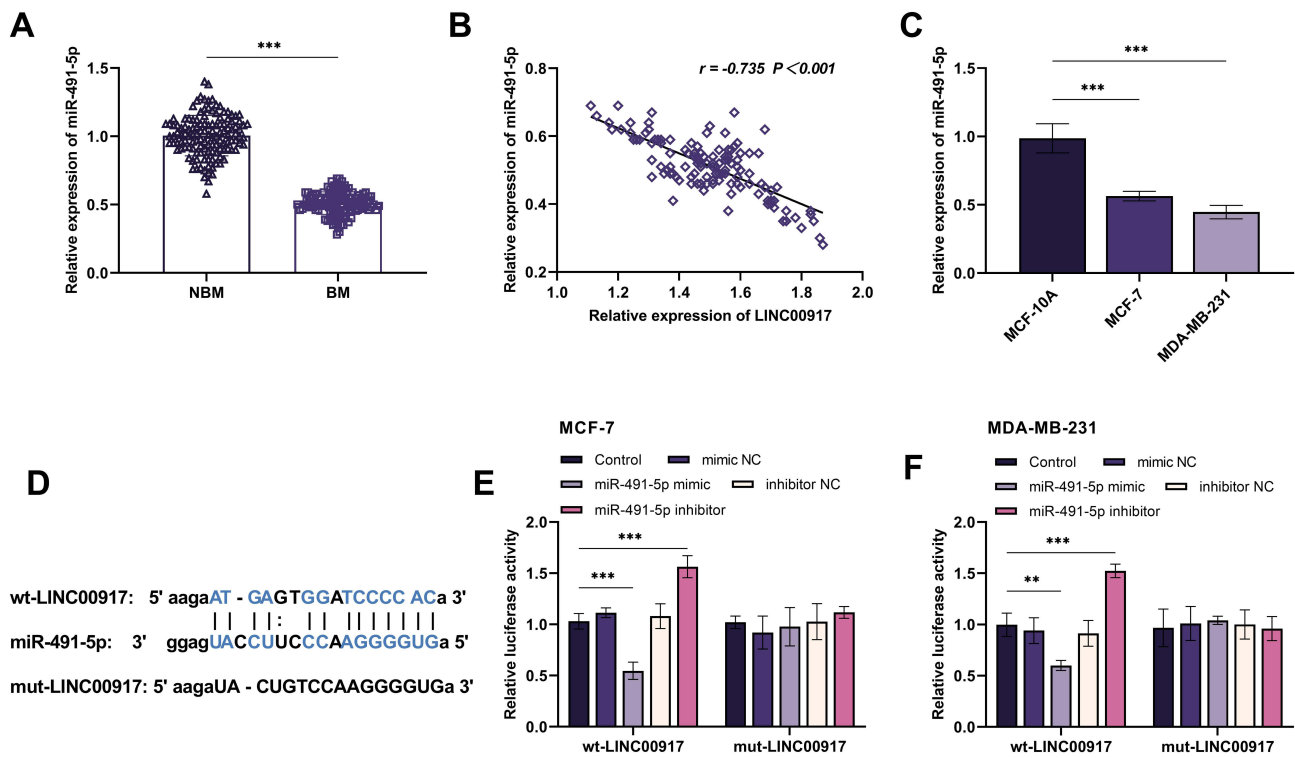 A
***
Relative expression of miR-491-5p
1.5
1.0
0.5
0.0
NBM
BM
B
r = -0.735 P＜0.001
Relative expression of miR-491-5p
0.8
0.6
0.4
0.2
1.0
1.2
1.4
1.6
1.8
2.0
Relative expression of LINC00917
C
***
***
Relative expression of miR-491-5p
1.5
1.0
0.5
0.0
MCF-10A
MCF-7
MDA-MB-231
D
wt-LINC00917: 5' aagaAT - GAGTGGATCCCC ACa 3'
| | | | : | | | | | | | | |
miR-491-5p: 3' ggagUACCUUCCCAAGGGGUGa 5'
mut-LINC00917: 5' aagaUA - CUGTCCAAGGGGUGa 3'
E
MCF-7
Control
mimic NC
miR-491-5p mimic
inhibitor NC
miR-491-5p inhibitor
Relative luciferase activity
2.0
1.5
1.0
0.5
0.0
***
***
wt-LINC00917
mut-LINC00917
F
MDA-MB-231
Control
mimic NC
miR-491-5p mimic
inhibitor NC
miR-491-5p inhibitor
Relative luciferase activity
2.0
1.5
1.0
0.5
0.0
***
**
wt-LINC00917
mut-LINC00917